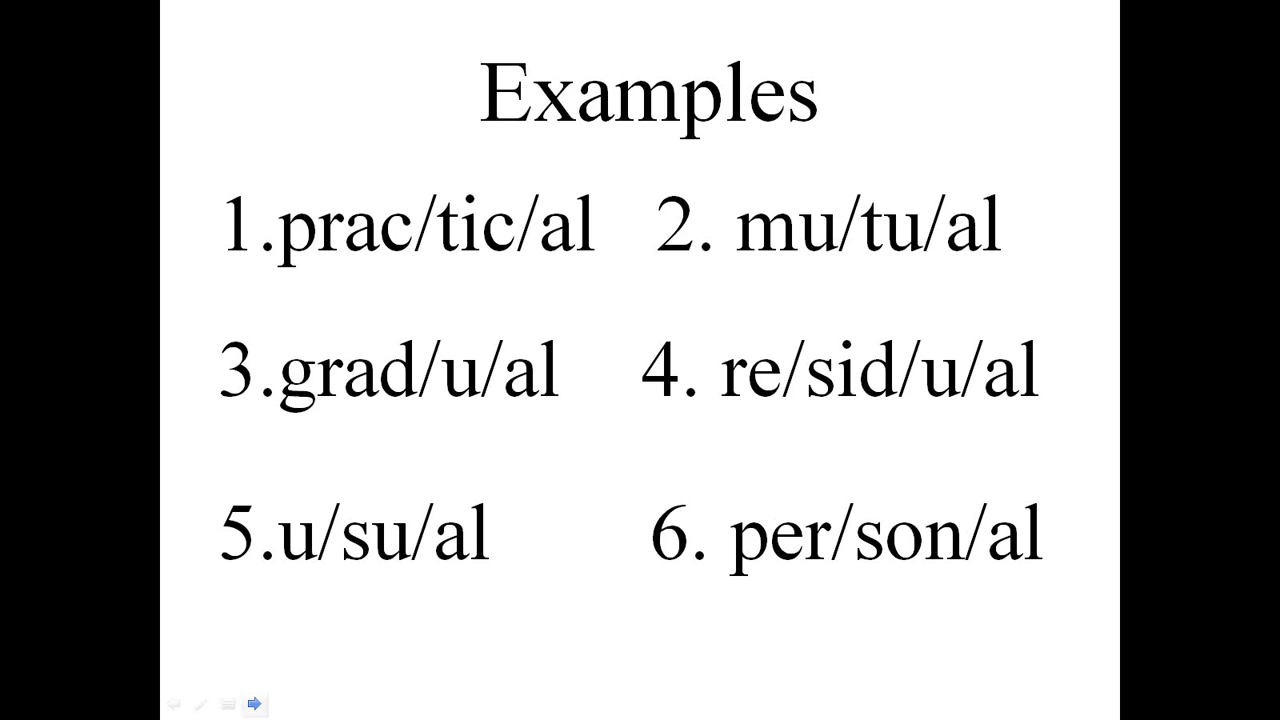 Examples
1.prac/tic/al 2. mu/tu/al
3.grad/u/al 4. re/sid/u/al
5.u/su/al 6. per/son/al